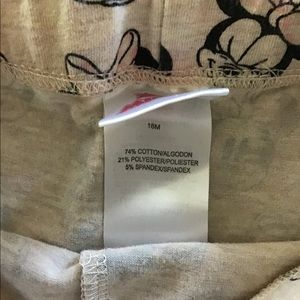 18M
74% COTTON/ALGODON
21% POLYESTER/POLIESTER
5% SPANDEX/SPANDEX